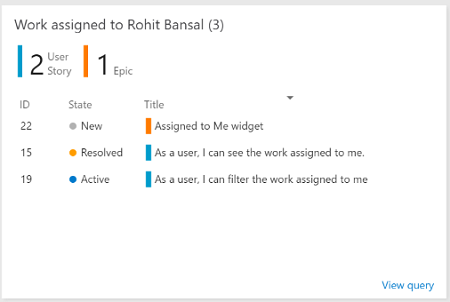 Work assigned to Rohit Bansal (3)
2 User Story 1 Epic
ID State Title
22 New Assigned to Me widget
15 Resolved As a user, I can see the work assigned to me.
19 Active As a user, I can filter the work assigned to me
View query